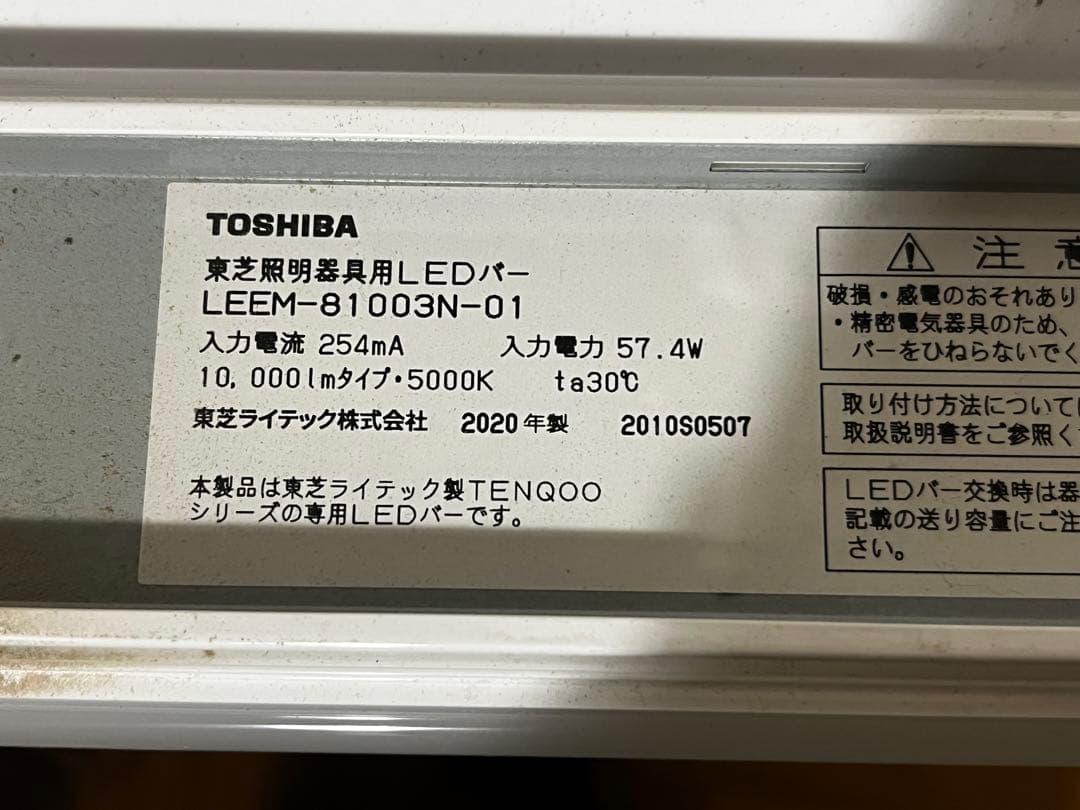 TOSHIBA
東芝照明器具用LEDバー
LEEM-81003N-01
入力電流 254mA 入力電力 57.4W
10,000lmタイプ・5000K ta30℃
東芝ライテック株式会社 2020年製 2010S0507
本製品は東芝ライテック製TENQOO
シリーズの専用LEDバーです。
注
破損・感電のおそれあり
・精密電気器具のため、
バーをひねらないでく
取り付け方法について
取扱説明書をご参照く
LEDバー交換時は器
記載の送り容量にご注
さい。